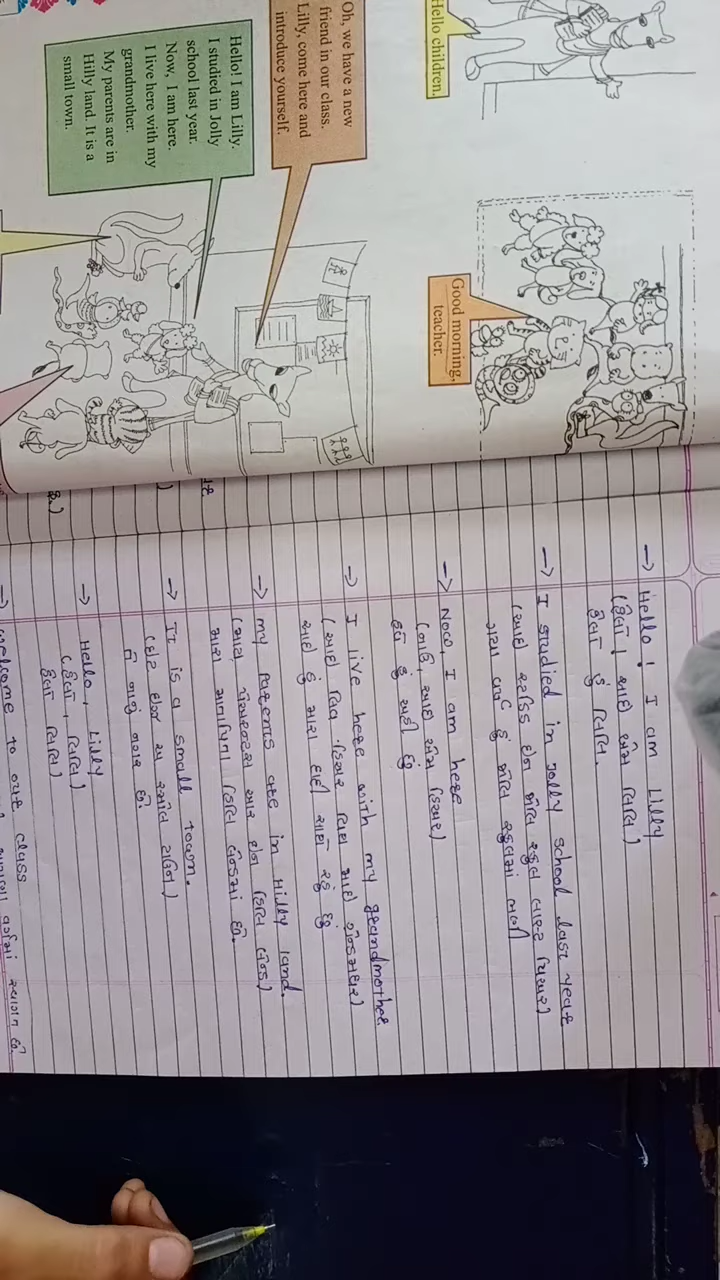 Hello children.
Good morning,
teacher.
Oh, we have a new
friend in our class.
Lilly, come here and
introduce yourself.
Hello! I am Lilly.
I studied in Jolly
school last year.
Now, I am here.
I live here with my
grandmother.
My parents are in
Hilly land. It is a
small town.
→ Hello! I am Lilly
(હેલો! આઈ એમ લિલિ)
હેલો હું લિલિ.
→ I studied in Jolly school last year
(આઈ સ્ટડિડ ઇન જોલિ સ્કુલ લાસ્ટ યિયર)
ગયા વર્ષે હું જોલિ સ્કુલમાં ભણી
→ Now, I am here
(નાઉ, આઈ એમ હિયર)
હવે હું અહીં છું
→ I live here with my grandmother
(આઈ લિવ હિયર વિથ માઇ ગ્રેન્ડમધર)
અહીં હું મારા દાદી સાથે રહું છું
→ my parents are in Hilly land.
(માય પેરન્ટસ આર ઇન હિલિ લેન્ડ)
મારા માતાપિતા હિલિ લેન્ડમાં છે.
→ It is a small town.
(ઇટ ઇઝ અ સ્મોલ ટાઉન)
તે નાનું નગર છે.
→ Hello, Lilly
(હેલો, લિલિ)
હેલો લિલિ)
→ welcome to our class
વર્ગમાં સ્વાગત છે.